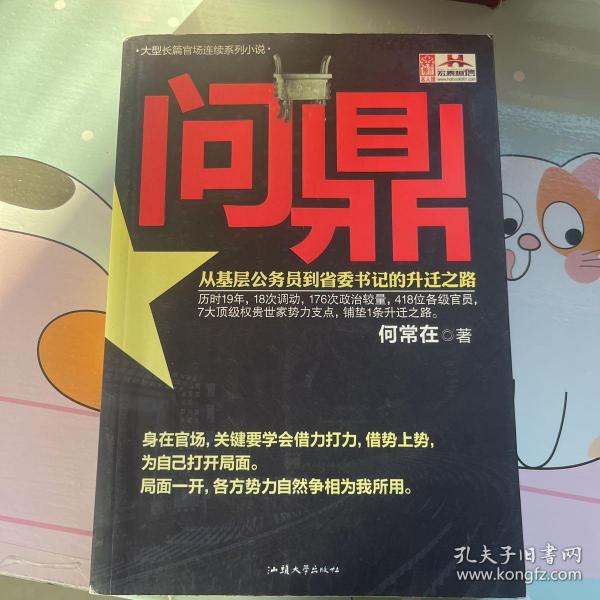 ·大型长篇官场连续系列小说·
宏泰恒信
问鼎
从基层公务员到省委书记的升迁之路
历时19年，18次调动，176次政治较量，418位各级官员，
7大顶级权贵世家势力支点，铺垫1条升迁之路。
何常在◎著
身在官场，关键要学会借力打力，借势上势，
为自己打开局面。
局面一开，各方势力自然争相为我所用。
汕頭大學出版社
孔夫子旧书网
www.kongfz.com